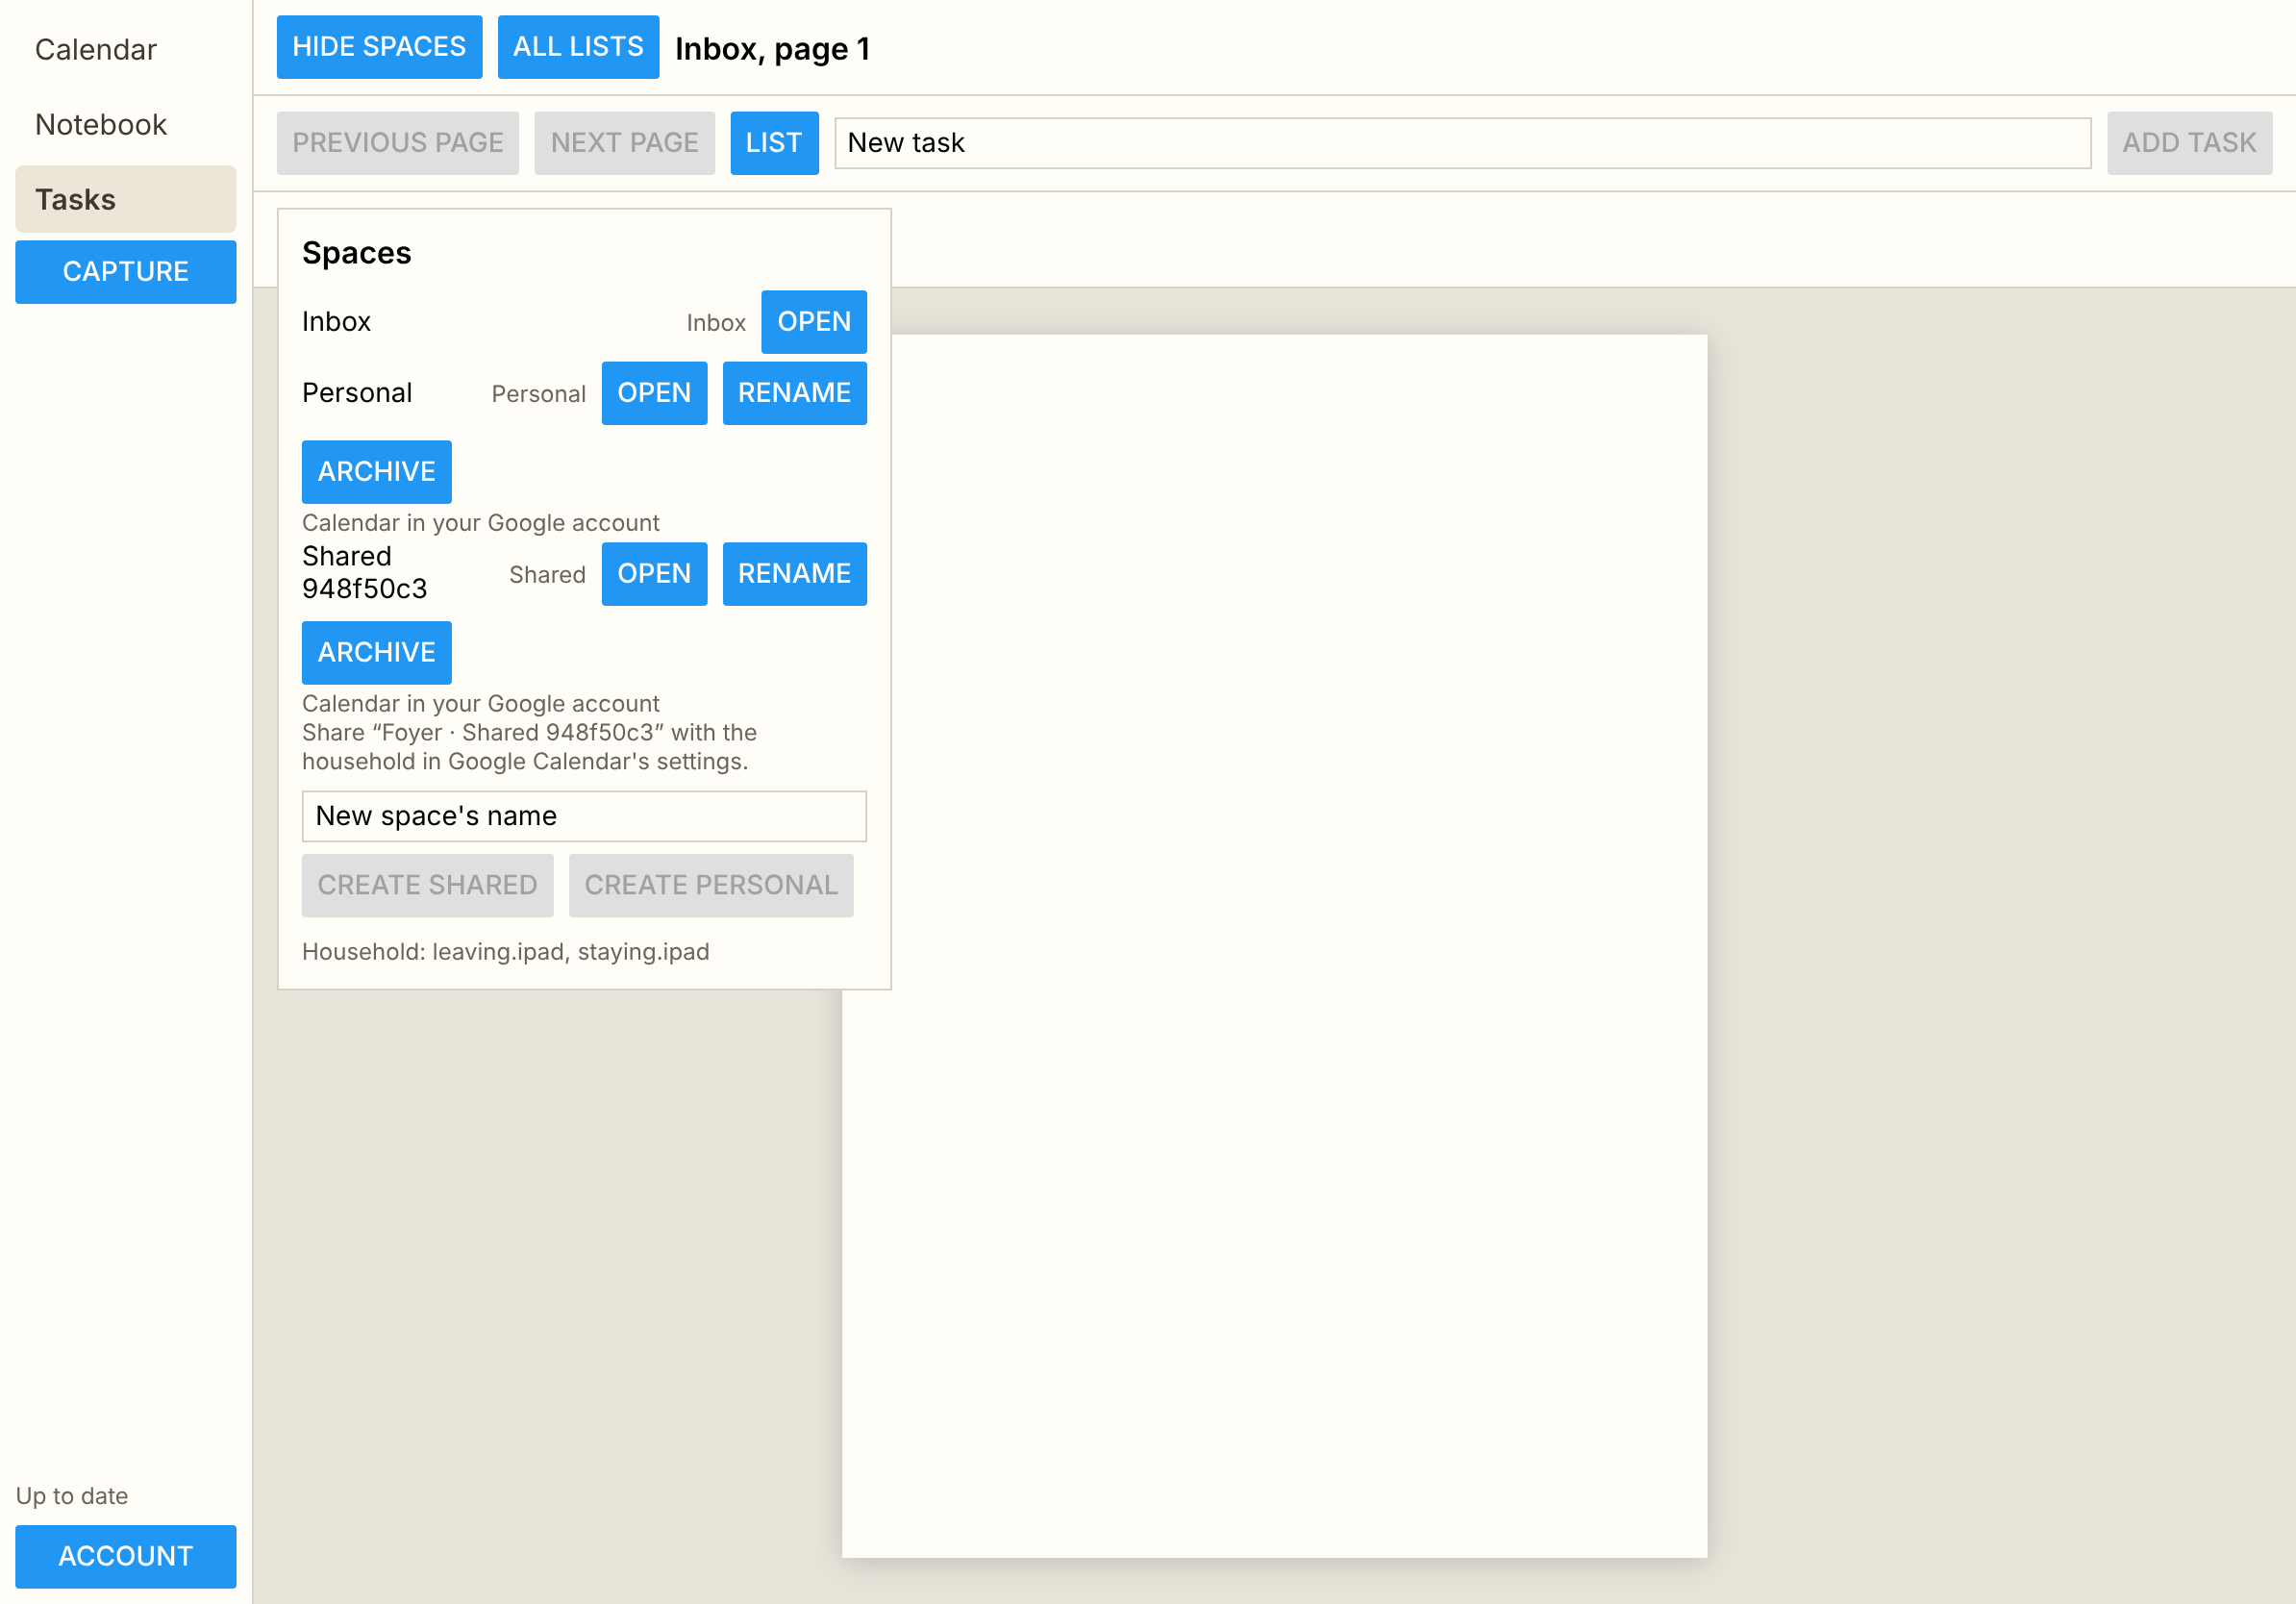 Calendar
Notebook
Tasks
CAPTURE
Up to date
ACCOUNT
HIDE SPACES ALL LISTS Inbox, page 1
PREVIOUS PAGE NEXT PAGE LIST New task ADD TASK
Spaces
Inbox Inbox OPEN
Personal Personal OPEN RENAME
ARCHIVE
Calendar in your Google account
Shared
948f50c3 Shared OPEN RENAME
ARCHIVE
Calendar in your Google account
Share “Foyer · Shared 948f50c3” with the
household in Google Calendar's settings.
New space's name
CREATE SHARED CREATE PERSONAL
Household: leaving.ipad, staying.ipad